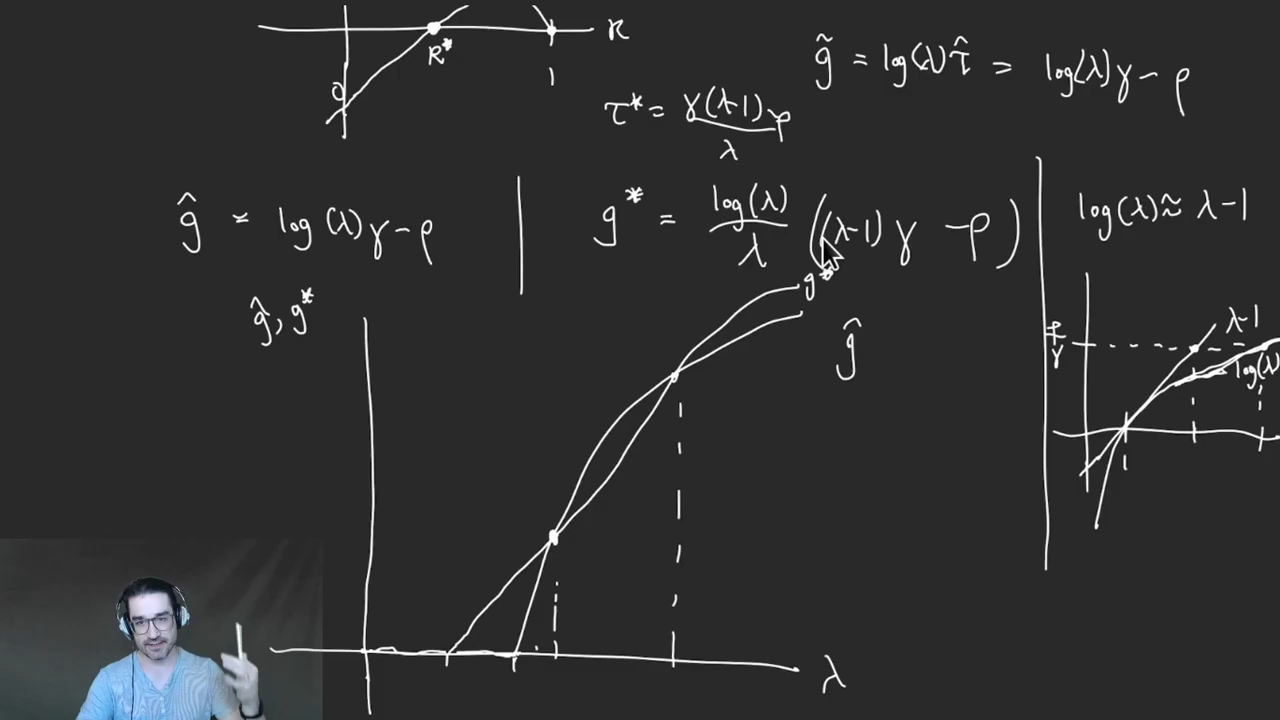 R
R*
0
1
g̃ = log(λ)τ̂ = log(λ)γ-ρ
τ* = γ(λ-1)-ρ / λ
ĝ = log(λ)γ-ρ
g* = log(λ)/λ ((λ-1)γ -ρ)
log(λ)≈ λ-1
ĝ, g*
g*
ĝ
λ-1
γ
log(λ)
1
λ